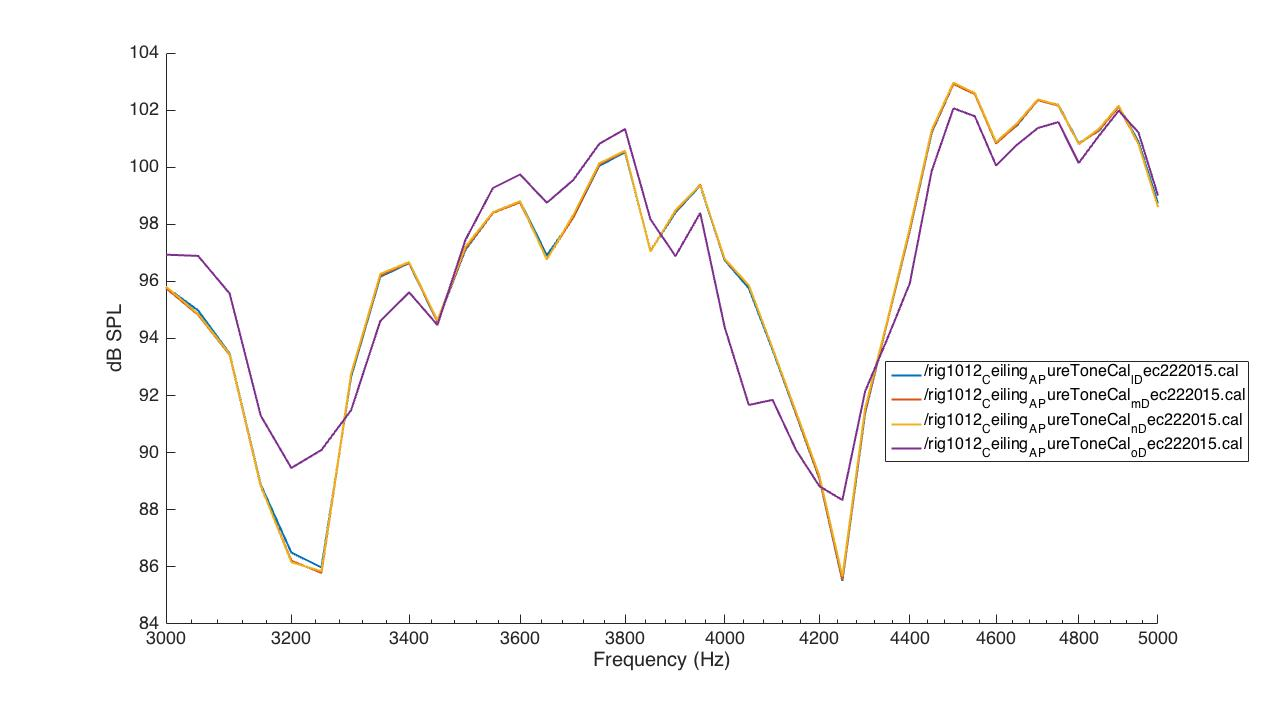 104
102
100
98
96
94
92
90
88
86
84
dB SPL
3000 3200 3400 3600 3800 4000 4200 4400 4600 4800 5000
Frequency (Hz)
/rig1012_Ceiling_APureToneCal_lDec222015.cal
/rig1012_Ceiling_APureToneCal_mDec222015.cal
/rig1012_Ceiling_APureToneCal_nDec222015.cal
/rig1012_Ceiling_APureToneCal_oDec222015.cal